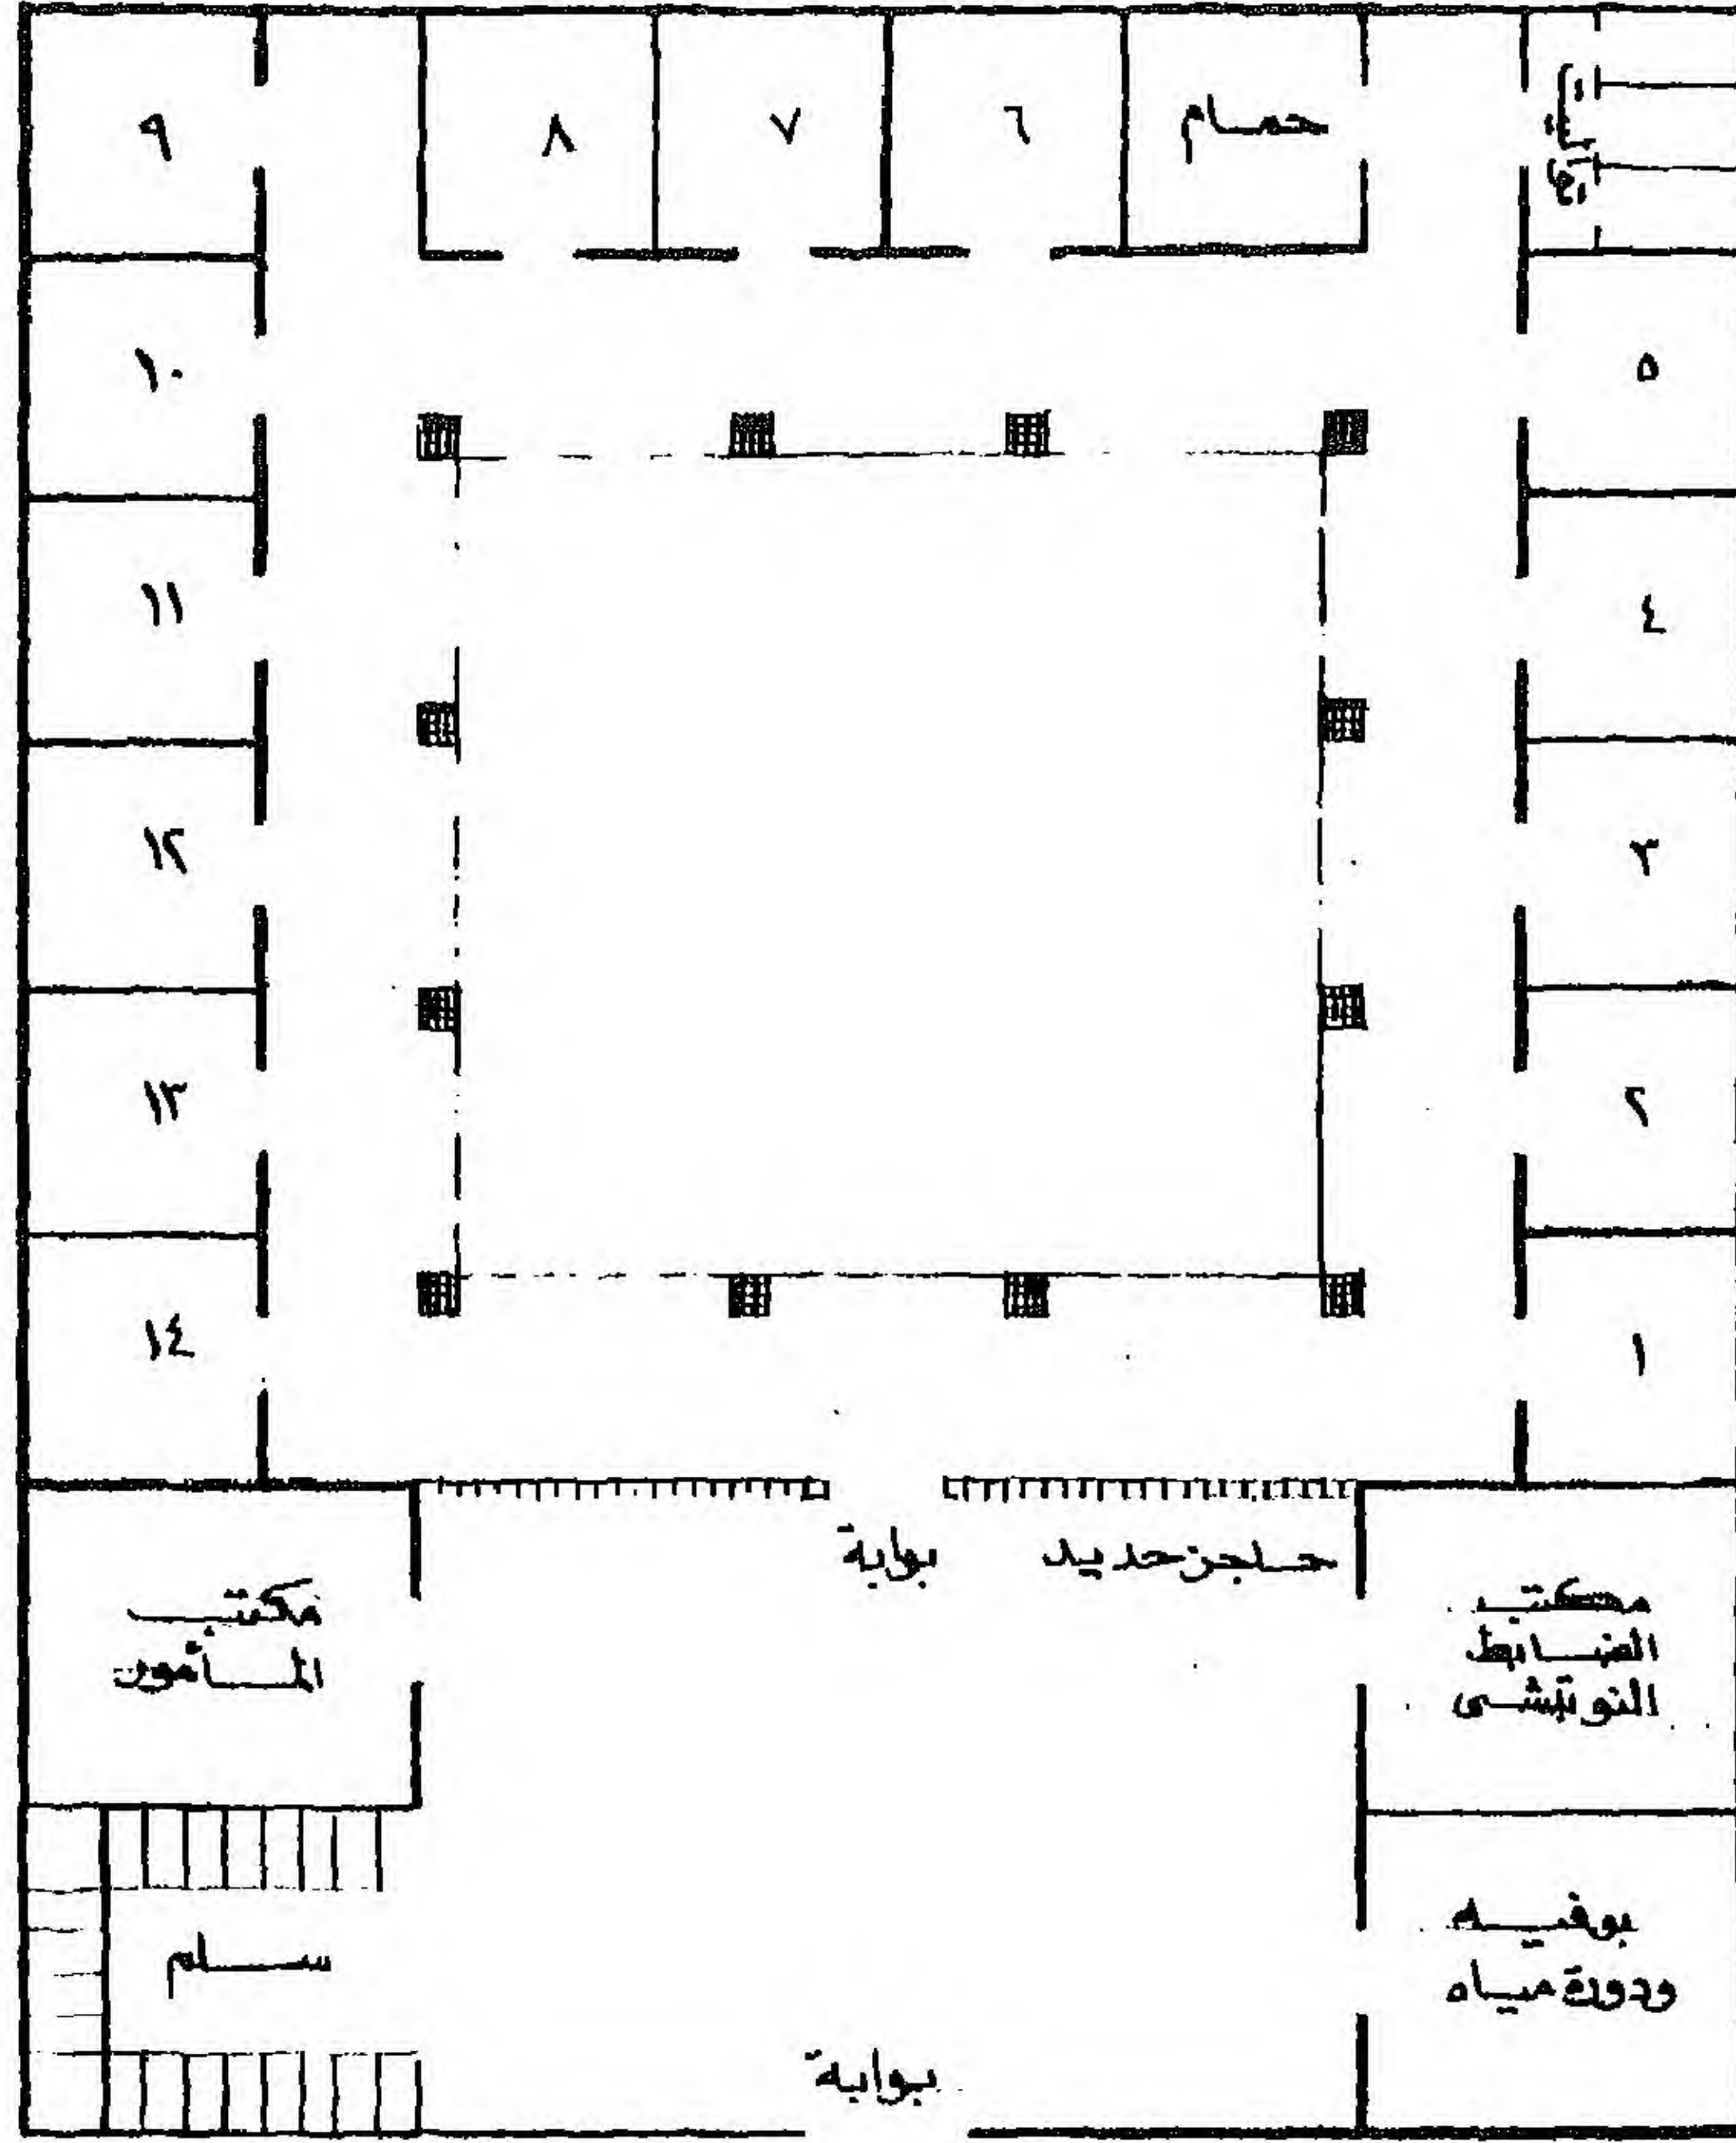 حمام
٦
٧
٨
٩
٥
١٠
٤
١١
٣
١٢
٢
١٣
١
١٤
حاجز حديد
بوابة
مكتب
الضابط
النوبتشى
مكتب
المأمور
بوفيه
ودورة مياه
سلم
بوابة